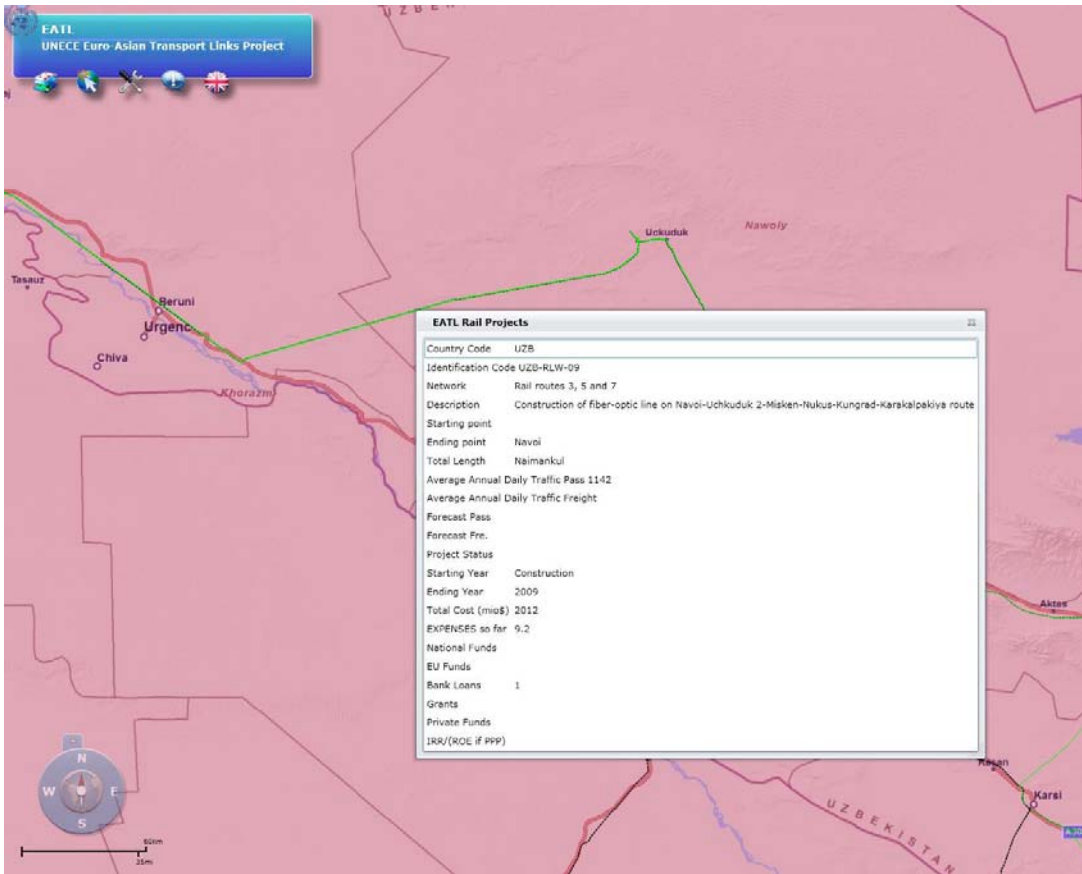 UZBEK
EATL
UNECE Euro-Asian Transport Links Project
Uckuduk
Nawoly
Tasauz
Beruni
Urgenc
Chiva
Khorazm
EATL Rail Projects
Country Code UZB
Identification Code UZB-RLW-09
Network Rail routes 3, 5 and 7
Description Construction of fiber-optic line on Navoi-Uchkuduk 2-Misken-Nukus-Kungrad-Karakalpakiya route
Starting point
Ending point Navoi
Total Length Naimankul
Average Annual Daily Traffic Pass 1142
Average Annual Daily Traffic Freight
Forecast Pass
Forecast Fre.
Project Status
Starting Year Construction
Ending Year 2009
Total Cost (mio$) 2012
EXPENSES so far 9.2
National Funds
EU Funds
Bank Loans 1
Grants
Private Funds
IRR/(ROE if PPP)
Aktas
Karsi
UZBEKISTAN
N
W E
S
60km
35mi